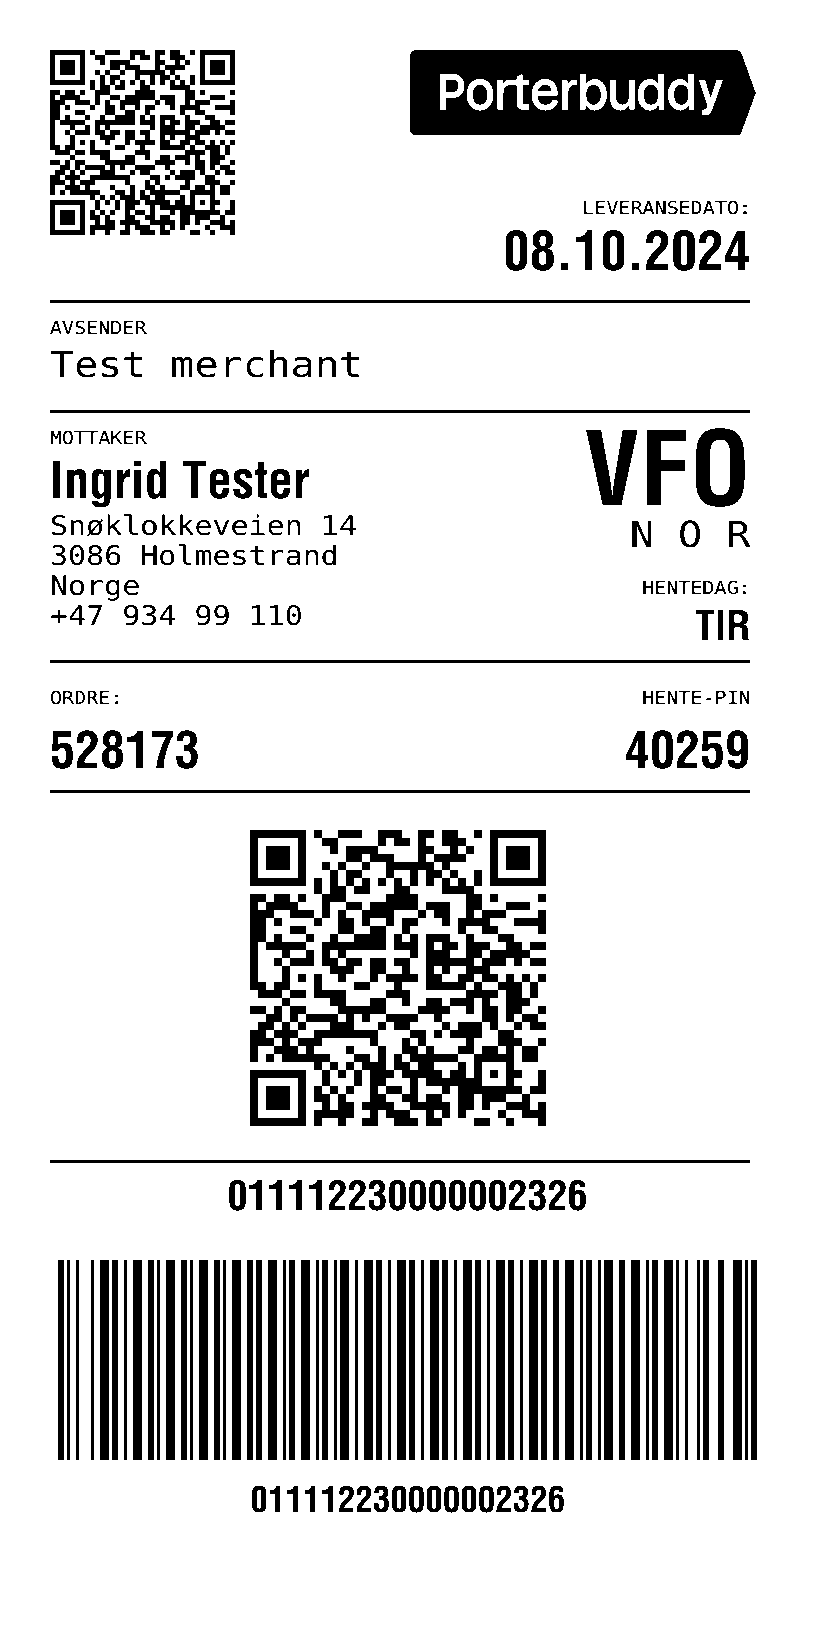 Porterbuddy
LEVERANSEDATO:
08.10.2024
AVSENDER
Test merchant
MOTTAKER
Ingrid Tester
Snøklokkeveien 14
3086 Holmestrand
Norge
+47 934 99 110
VFO
NOR
HENTEDAG:
TIR
ORDRE:
528173
HENTE-PIN
40259
011112230000002326
011112230000002326